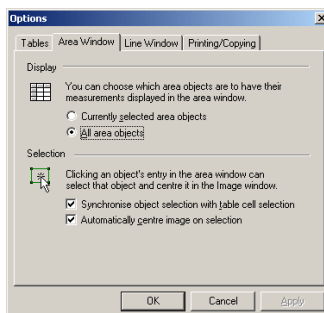 Options
Tables Area Window Line Window Printing/Copying
Display
You can choose which area objects are to have their
measurements displayed in the area window.
Currently selected area objects
All area objects
Selection
Clicking an object's entry in the area window can
select that object and centre it in the Image window.
Synchronise object selection with table cell selection
Automatically centre image on selection
OK Cancel Apply